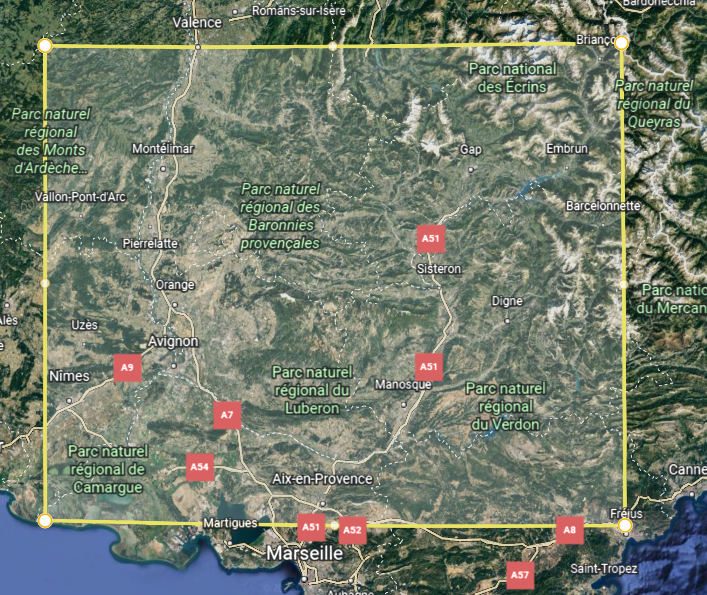 Bardonecchia
Romans-sur-Isère
Valence
Brianço
Parc national
des Écrins
Parc naturel
régional du
Queyras
Parc naturel
régional
des Monts
d'Ardèche...
Montélimar
Gap
Embrun
Parc naturel
régional des
Baronnies
provençales
Vallon-Pont-d'Arc
Barcelonnette
Pierrelatte
A51
Sisteron
Orange
Parc natio
du Mercan
Digne
Alès
Uzès
Avignon
A9
Nîmes
A51
Parc naturel
régional du
Luberon
Manosque
Parc naturel
régional
du Verdon
A7
Parc naturel
régional de
Camargue
A54
Aix-en-Provence
Canne
Fréjus
Martigues
A51
A52
A8
Marseille
Saint-Tropez
A57
Aubagne